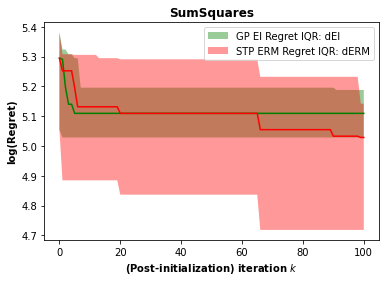 SumSquares
GP EI Regret IQR: dEI
STP ERM Regret IQR: dERM
log(Regret)
5.4
5.3
5.2
5.1
5.0
4.9
4.8
4.7
0 20 40 60 80 100
(Post-initialization) iteration k